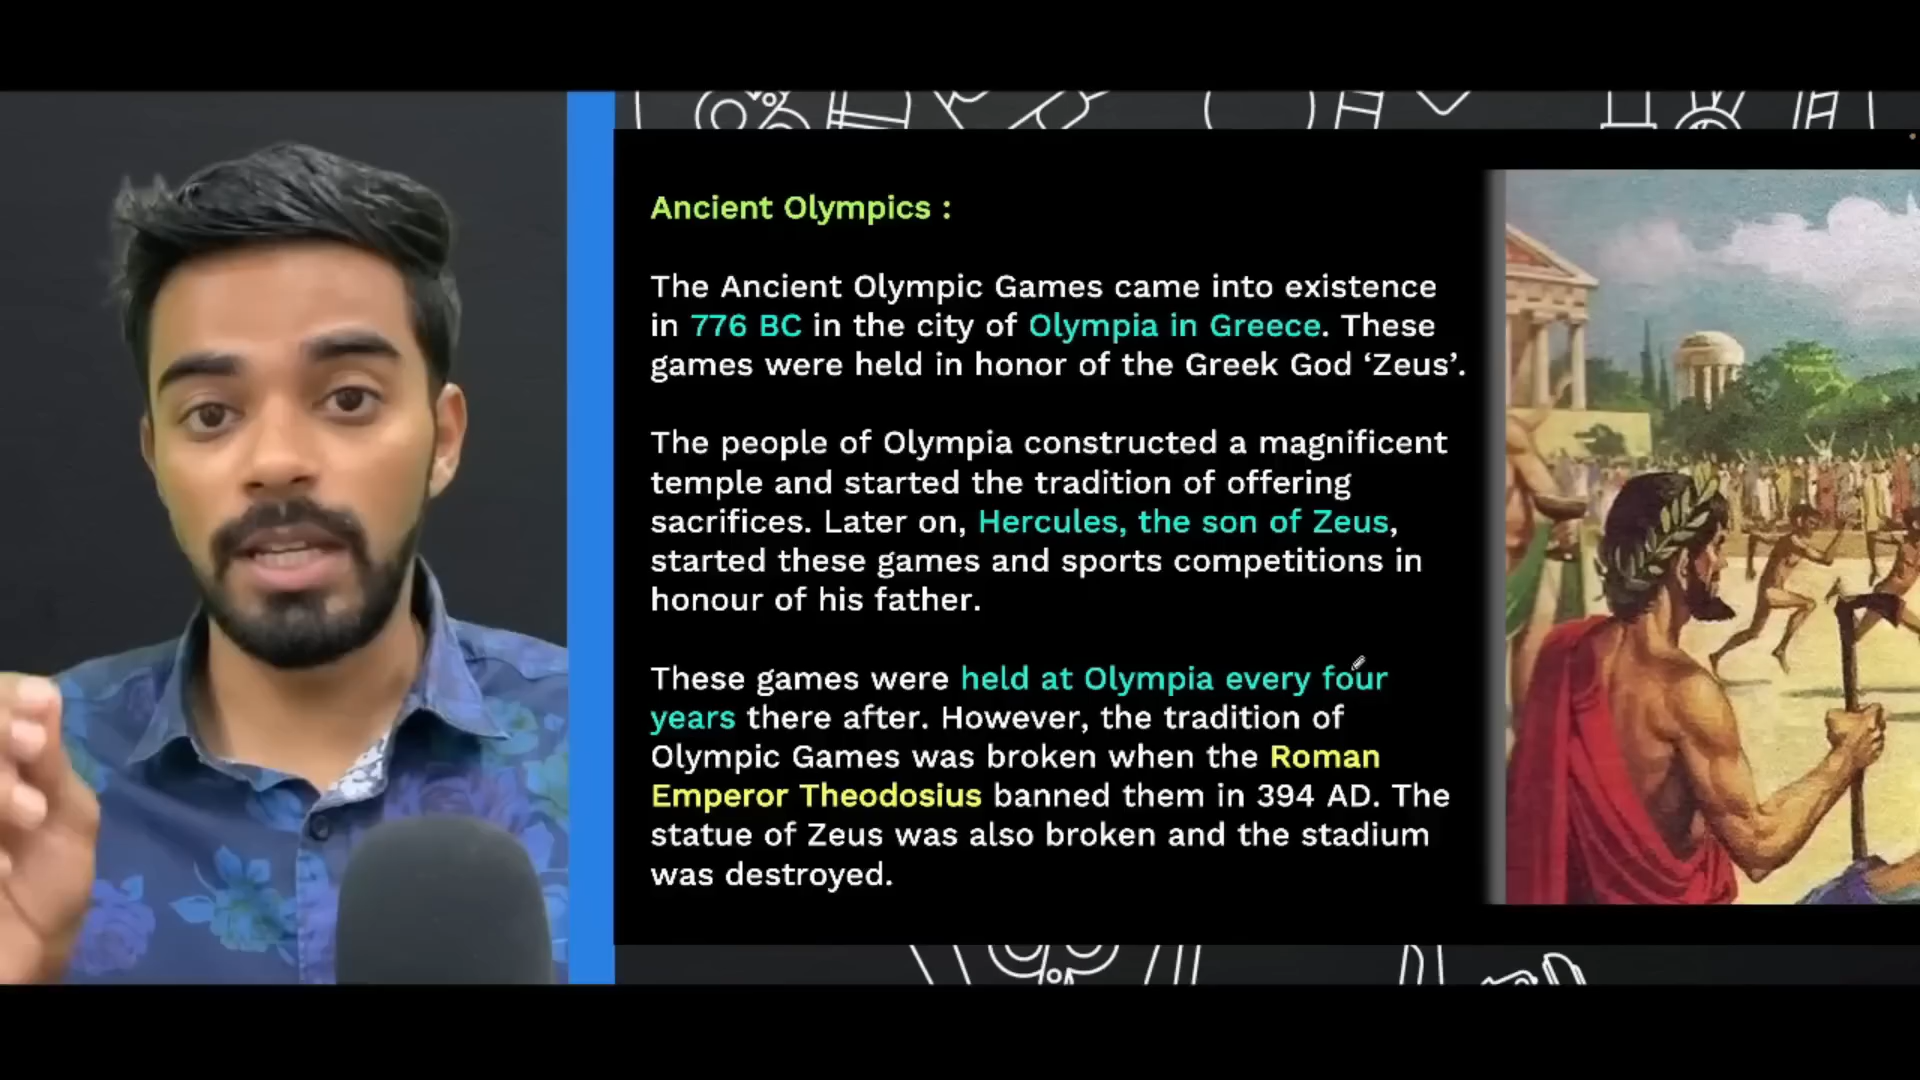 Ancient Olympics :
The Ancient Olympic Games came into existence
in 776 BC in the city of Olympia in Greece. These
games were held in honor of the Greek God ‘Zeus’.
The people of Olympia constructed a magnificent
temple and started the tradition of offering
sacrifices. Later on, Hercules, the son of Zeus,
started these games and sports competitions in
honour of his father.
These games were held at Olympia every four
years there after. However, the tradition of
Olympic Games was broken when the Roman
Emperor Theodosius banned them in 394 AD. The
statue of Zeus was also broken and the stadium
was destroyed.